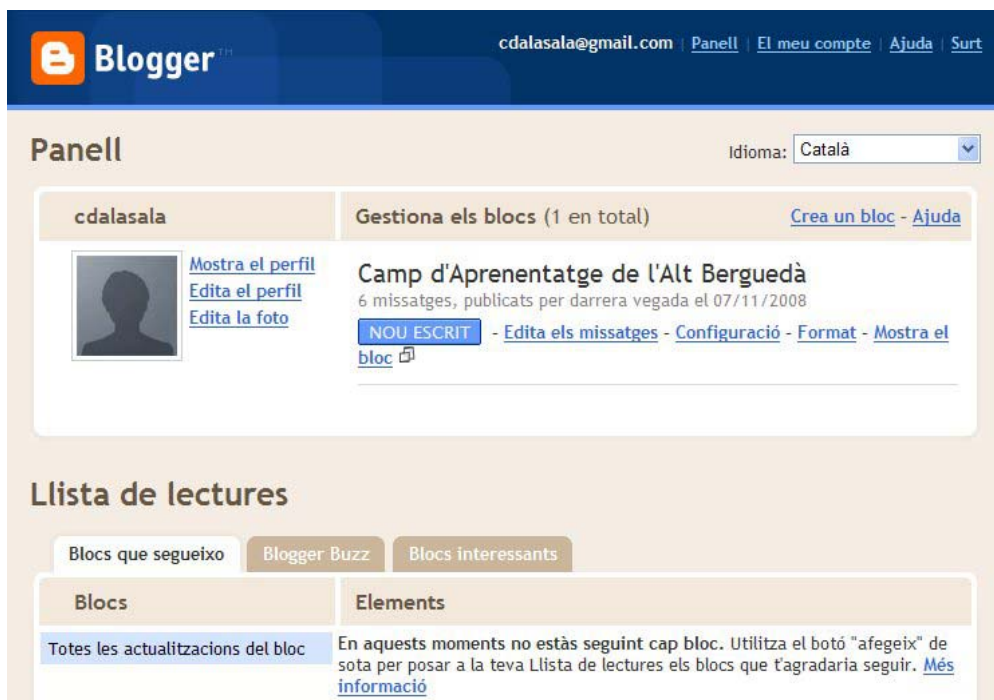 Blogger™
cdalasala@gmail.com | Panell | El meu compte | Ajuda | Surt
Panell
Idioma: Català
cdalasala
Mostra el perfil
Edita el perfil
Edita la foto
Gestiona els blocs (1 en total)
Crea un bloc - Ajuda
Camp d'Aprenentatge de l'Alt Berguedà
6 missatges, publicats per darrera vegada el 07/11/2008
NOU ESCRIT - Edita els missatges - Configuració - Format - Mostra el
bloc
Llista de lectures
Blocs que segueixo Blogger Buzz Blocs interessants
Blocs
Elements
Totes les actualitzacions del bloc
En aquests moments no estàs seguint cap bloc. Utilitza el botó "afegeix" de
sota per posar a la teva Llista de lectures els blocs que t'agradaria seguir. Més
informació